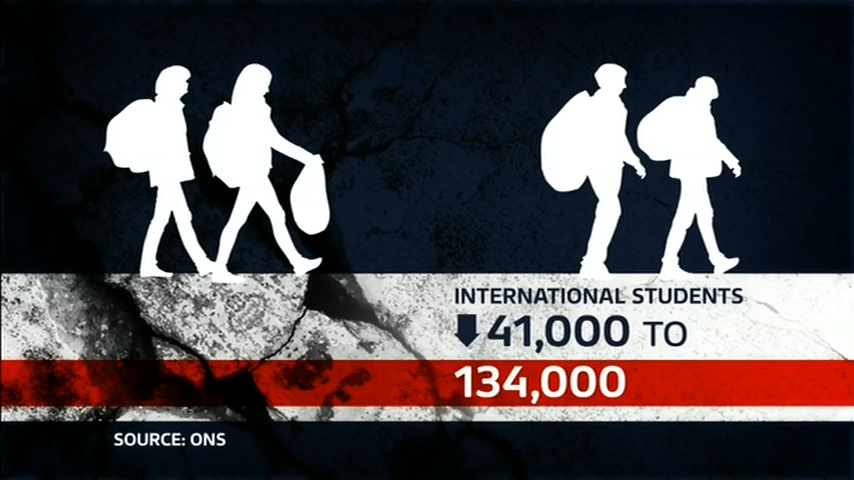 INTERNATIONAL STUDENTS
41,000 TO
134,000
SOURCE: ONS